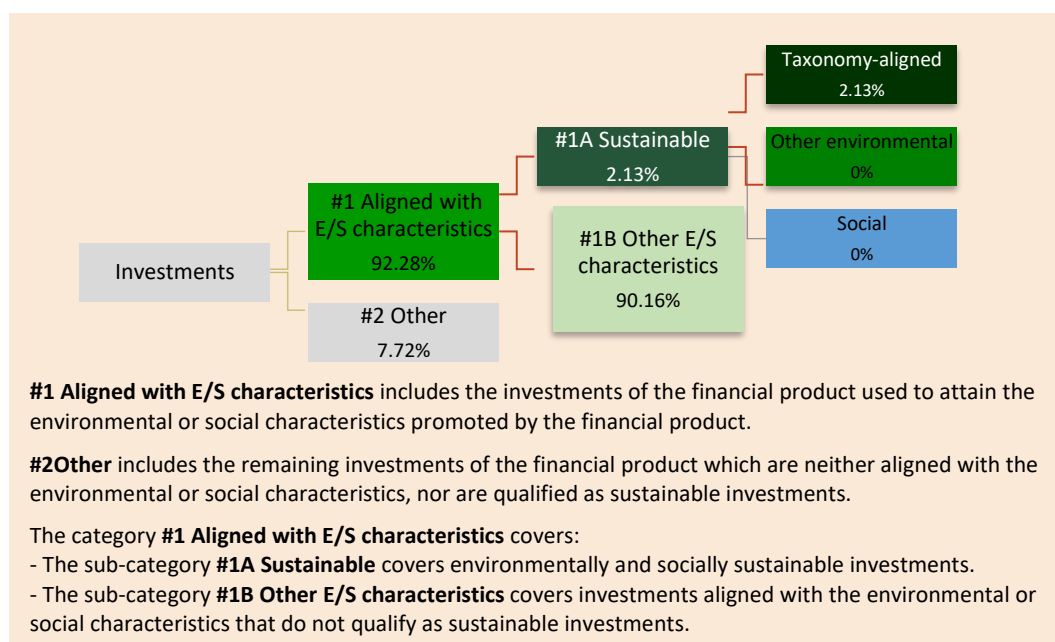 Taxonomy-aligned
2.13%
#1A Sustainable
2.13%
Other environmental
0%
#1 Aligned with
E/S characteristics
92.28%
Social
0%
#1B Other E/S
characteristics
90.16%
Investments
#2 Other
7.72%
#1 Aligned with E/S characteristics includes the investments of the financial product used to attain the
environmental or social characteristics promoted by the financial product.
#2Other includes the remaining investments of the financial product which are neither aligned with the
environmental or social characteristics, nor are qualified as sustainable investments.
The category #1 Aligned with E/S characteristics covers:
- The sub-category #1A Sustainable covers environmentally and socially sustainable investments.
- The sub-category #1B Other E/S characteristics covers investments aligned with the environmental or
social characteristics that do not qualify as sustainable investments.